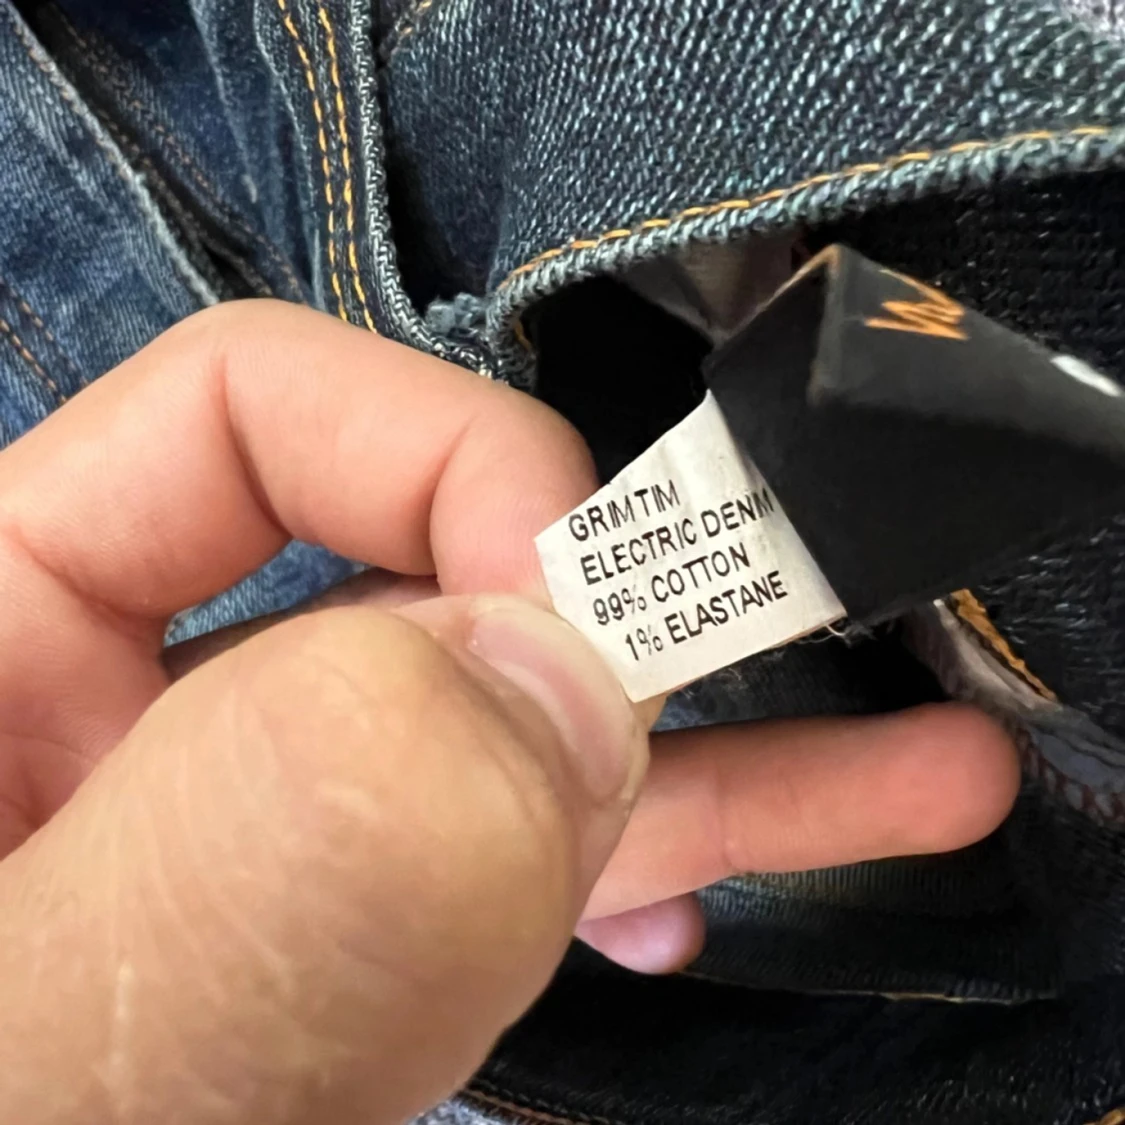 GRIM TIM
ELECTRIC DENIM
99% COTTON
1% ELASTANE